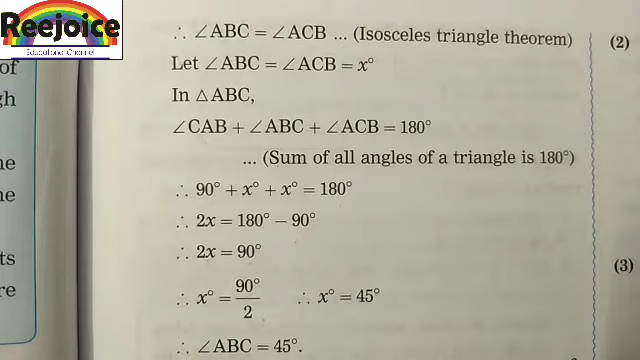 Reejoice
Educational Channel
of
gh
ne
ne
ts
re
∴ ∠ABC = ∠ACB ... (Isosceles triangle theorem)
Let ∠ABC = ∠ACB = x°
In △ABC,
∠CAB + ∠ABC + ∠ACB = 180°
... (Sum of all angles of a triangle is 180°)
∴ 90° + x° + x° = 180°
∴ 2x = 180° − 90°
∴ 2x = 90°
∴ x° = 90°/2 ∴ x° = 45°
∴ ∠ABC = 45°.
(2)
(3)